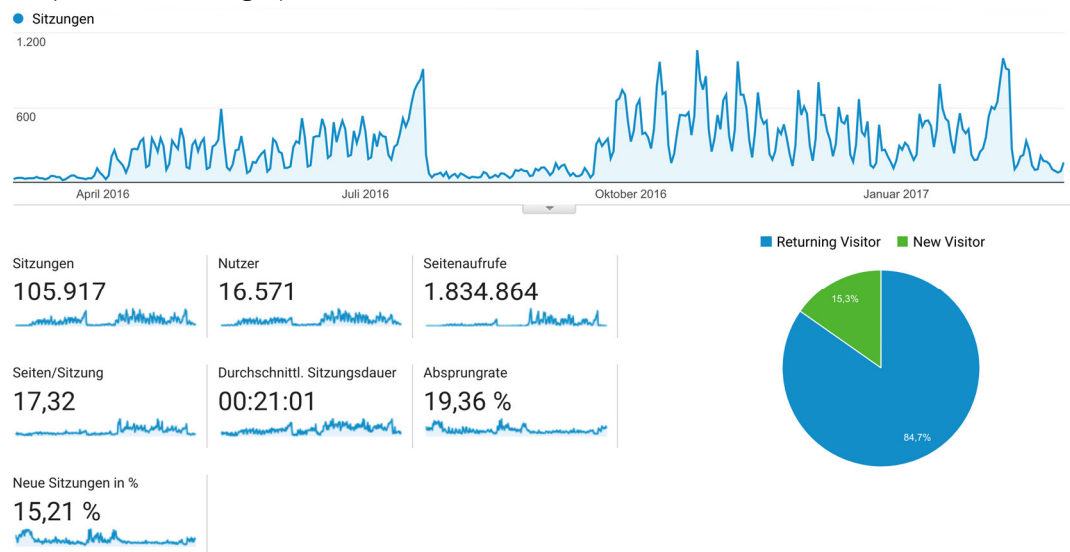 Sitzungen
1.200
600
April 2016
Juli 2016
Oktober 2016
Januar 2017
Returning Visitor
New Visitor
Sitzungen
105.917
Nutzer
16.571
Seitenaufrufe
1.834.864
Seiten/Sitzung
17,32
Durchschnittl. Sitzungsdauer
00:21:01
Absprungrate
19,36 %
Neue Sitzungen in %
15,21 %
15,3%
84,7%